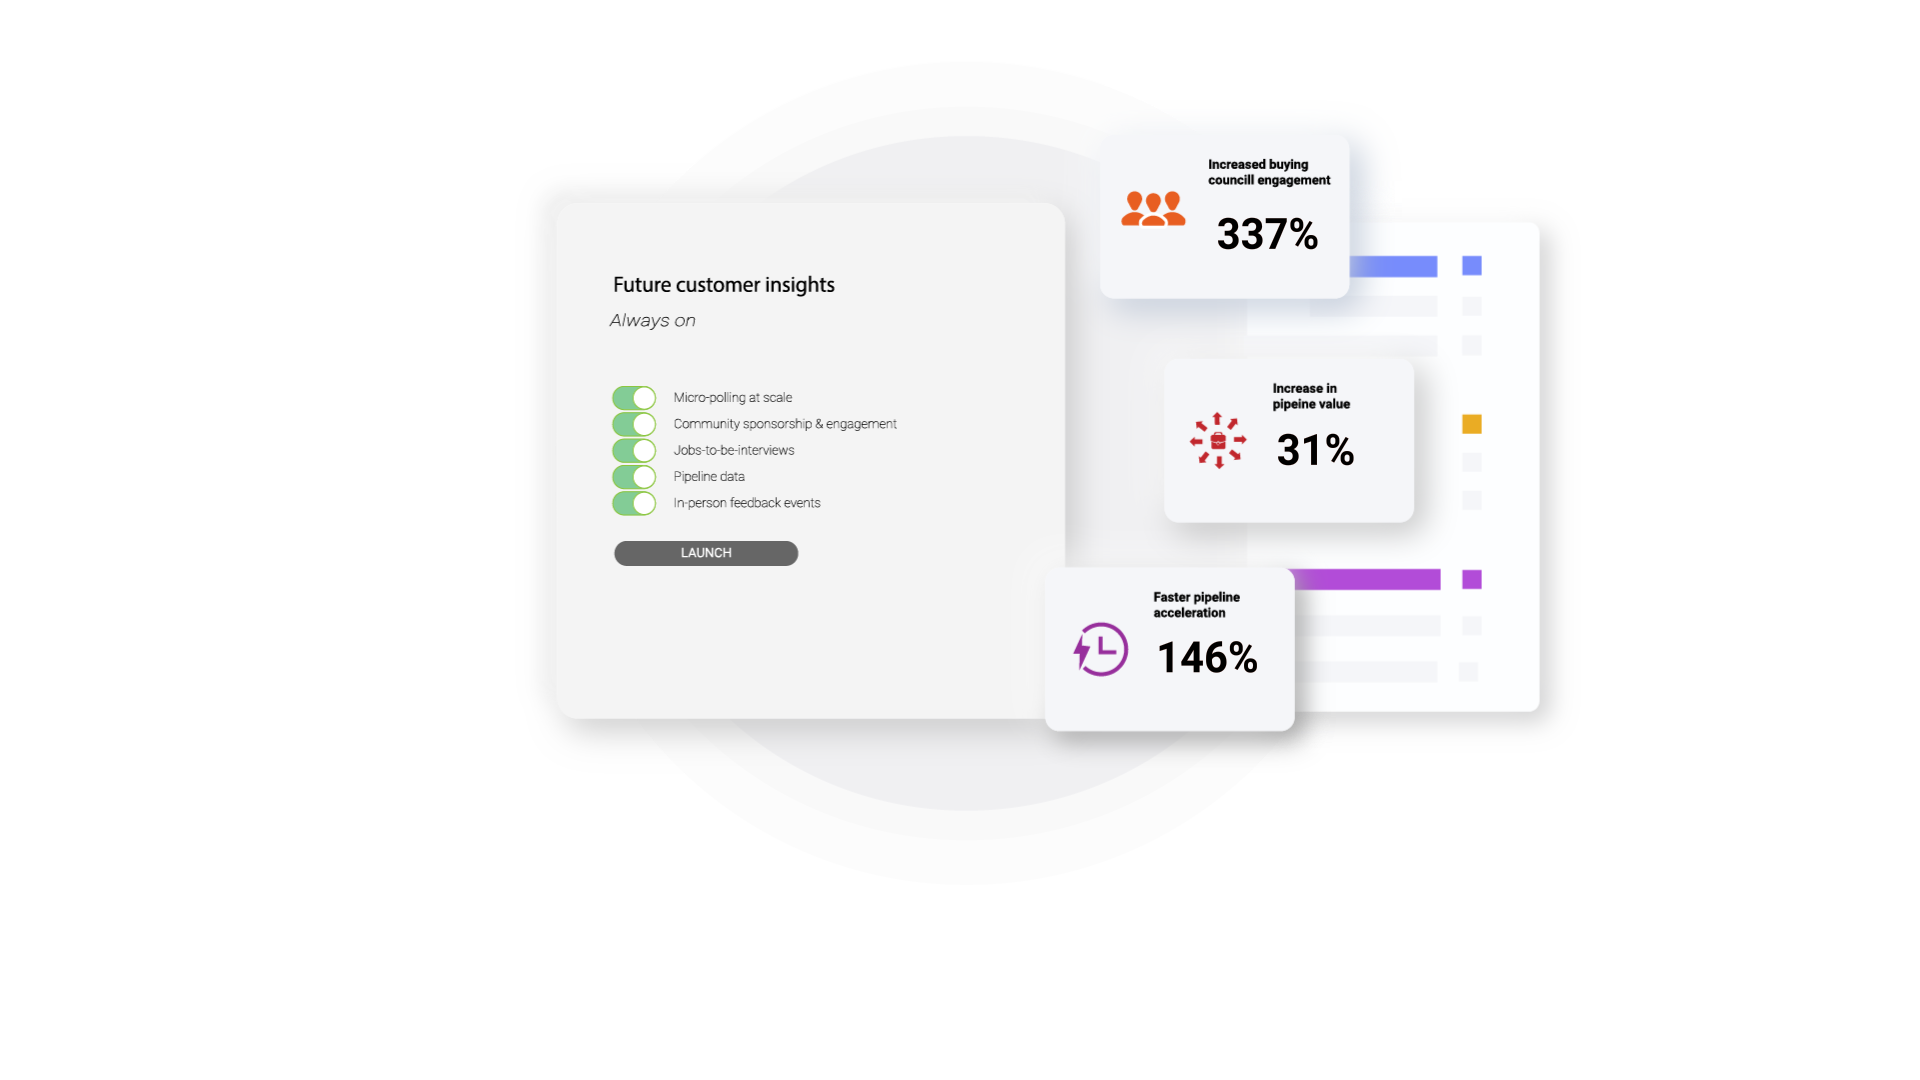 Future customer insights
Always on
Micro-polling at scale
Community sponsorship & engagement
Jobs-to-be-interviews
Pipeline data
In-person feedback events
LAUNCH
Increased buying
councill engagement
337%
Increase in
pipeine value
31%
Faster pipeline
acceleration
146%